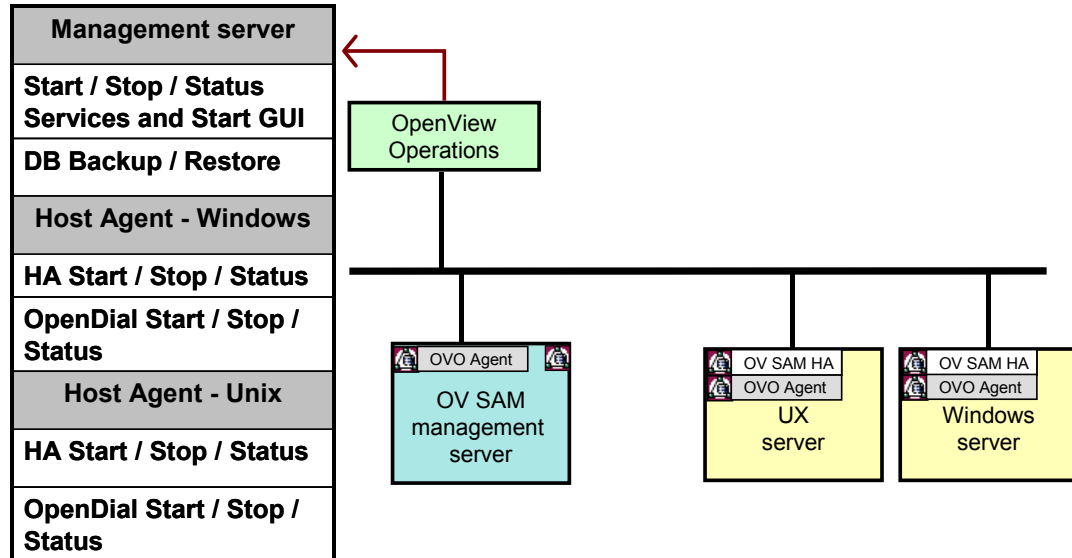 Management server
Start / Stop / Status
Services and Start GUI
DB Backup / Restore
Host Agent - Windows
HA Start / Stop / Status
OpenDial Start / Stop /
Status
Host Agent - Unix
HA Start / Stop / Status
OpenDial Start / Stop /
Status
OpenView
Operations
OVO Agent
OV SAM
management
server
OV SAM HA
OVO Agent
UX
server
OV SAM HA
OVO Agent
Windows
server